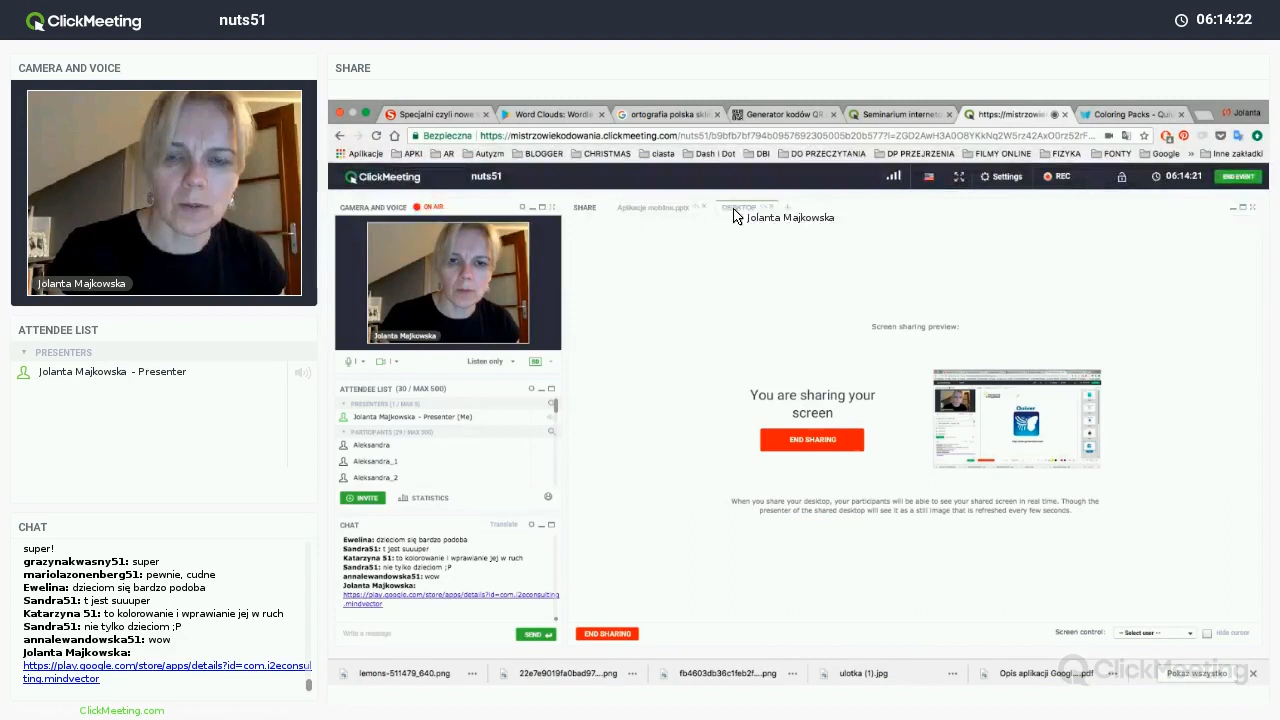 ClickMeeting
nuts51
06:14:22
CAMERA AND VOICE
Jolanta Majkowska
ATTENDEE LIST
PRESENTERS
Jolanta Majkowska - Presenter
CHAT
super!
grazynakwasny51: super
mariolazonenberg51: pewnie, cudne
Ewelina: dzieciom się bardzo podoba
Sandra51: t jest suuuper
Katarzyna 51: to kolorowanie i wprawianie jej w ruch
Sandra51: nie tylko dzieciom ;P
annalewandowska51: wow
Jolanta Majkowska:
https://play.google.com/store/apps/details?id=com.i2econsul
ting.mindvector
ClickMeeting.com
SHARE
Specjalni czyli nowe
Word Clouds: Wordle
ortografia polska skl
Generator kodów QR
Seminarium interneto
https://mistrzowie
Coloring Packs - Qui
Jolanta
Bezpieczna
Aplikacje
APKI
AR
Autyzm
BLOGGER
CHRISTMAS
ciasta
Dash i Dot
DBI
DO PRZECZYTANIA
DP PRZEJRZENIA
FILMY ONLINE
FIZYKA
FONTY
Google
»
Inne zakładki
ClickMeeting
nuts51
Settings
REC
06:14:21
END EVENT
CAMERA AND VOICE
ON AIR
SHARE
Aplikacje mobline.pptx
DESKTOP
+
Jolanta Majkowska
Jolanta Majkowska
Listen only
SD
ATTENDEE LIST (30 / MAX 500)
PRESENTERS (1 / MAX 5)
Jolanta Majkowska - Presenter (Me)
PARTICIPANTS (29 / MAX 300)
Aleksandra
Aleksandra_1
Aleksandra_2
INVITE
STATISTICS
CHAT
Translate
Ewelina: dzieciom się bardzo podoba
Sandra51: t jest suuuper
Katarzyna 51: to kolorowanie i wprawianie jej w ruch
Sandra51: nie tylko dzieciom ;P
annalewandowska51: wow
Jolanta Majkowska:
https://play.google.com/store/apps/details?id=com.i2econsulting
.mindvector
Write a message
SEND
Screen sharing preview:
You are sharing your
screen
END SHARING
Quiver
When you share your desktop, your participants will be able to see your shared screen in real time. Though the
presenter of the shared desktop will see it as a still image that is refreshed every few seconds.
END SHARING
Screen control:
-- Select user --
Hide cursor
lemons-511479_640.png
22e7e9019fa0bad97....png
fb4603db36c1feb2f....png
ulotka (1).jpg
Opis aplikacji Googl....pdf
Pokaż wszystko
ClickMeeting